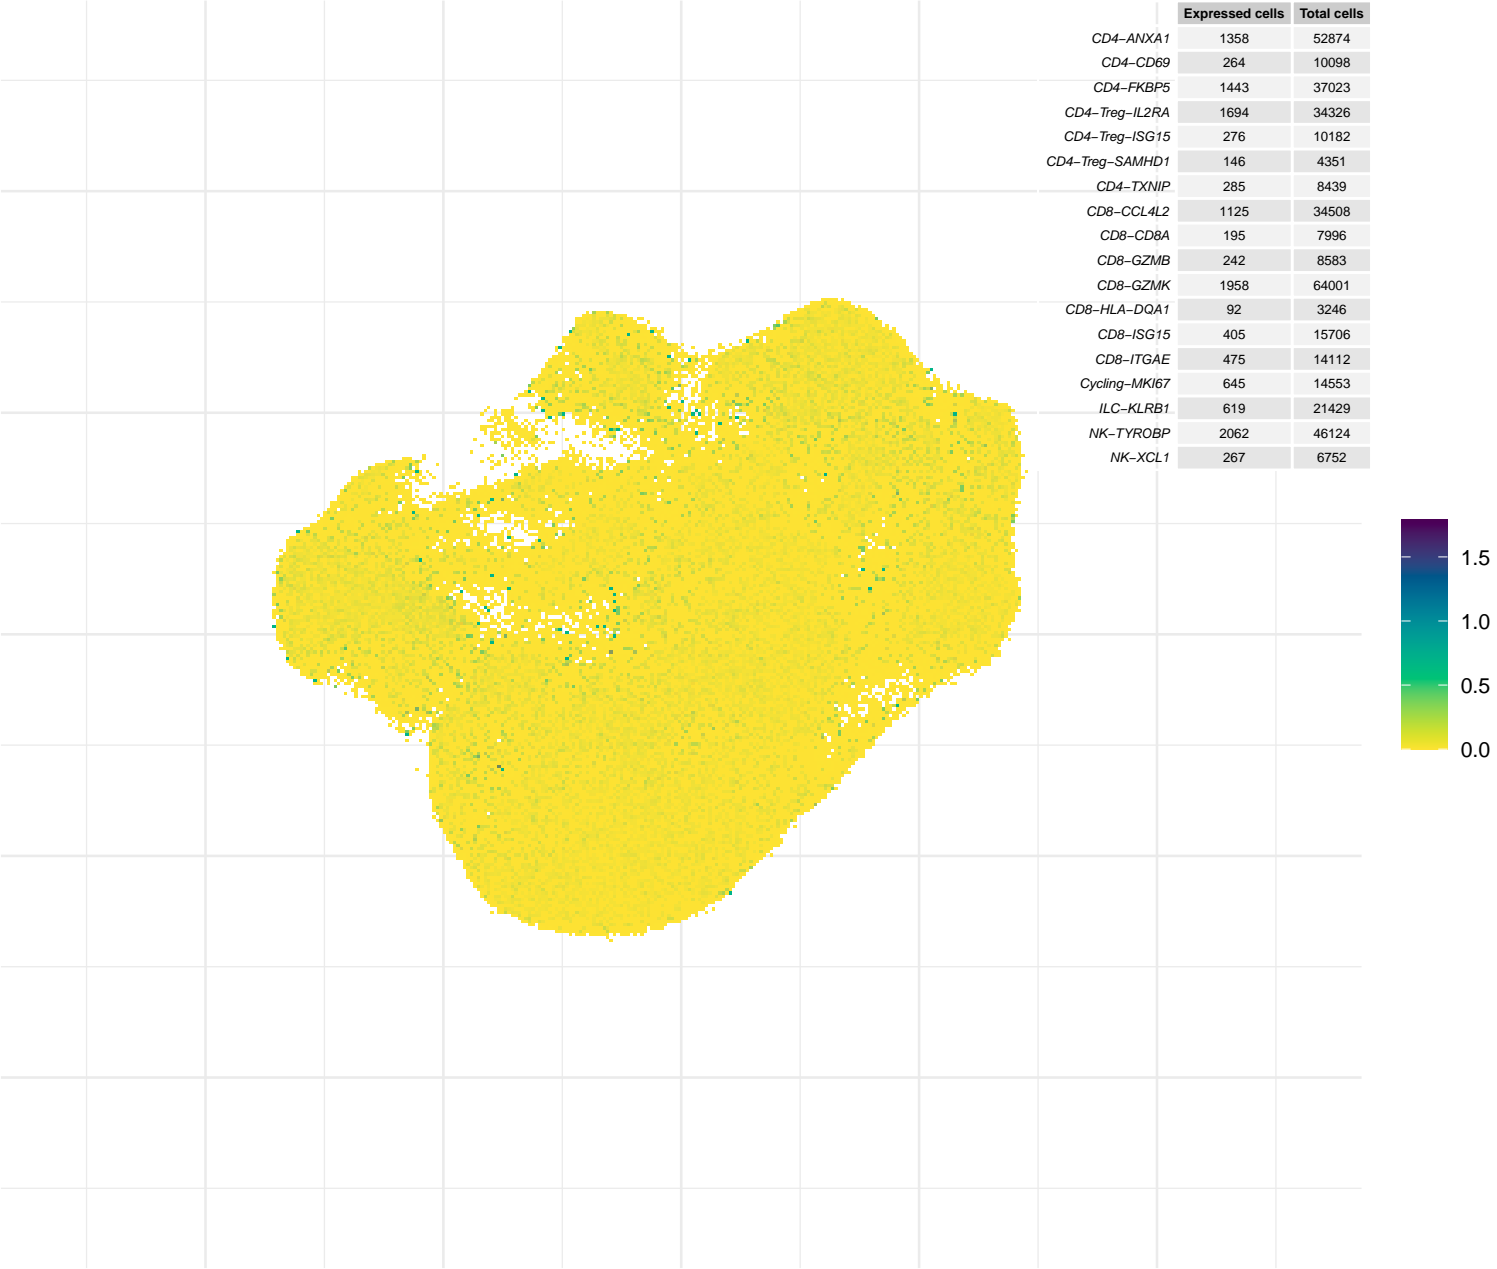 Expressed cells Total cells
CD4−ANXA1 1358 52874
CD4−CD69 264 10098
CD4−FKBP5 1443 37023
CD4−Treg−IL2RA 1694 34326
CD4−Treg−ISG15 276 10182
CD4−Treg−SAMHD1 146 4351
CD4−TXNIP 285 8439
CD8−CCL4L2 1125 34508
CD8−CD8A 195 7996
CD8−GZMB 242 8583
CD8−GZMK 1958 64001
CD8−HLA−DQA1 92 3246
CD8−ISG15 405 15706
CD8−ITGAE 475 14112
Cycling−MKI67 645 14553
ILC−KLRB1 619 21429
NK−TYROBP 2062 46124
NK−XCL1 267 6752
1.5
1.0
0.5
0.0